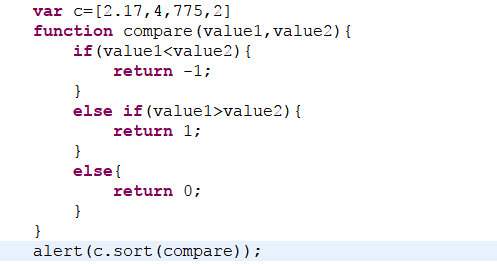 var c=[2.17,4,775,2]
function compare(value1,value2){
if(value1<value2){
return -1;
}
else if(value1>value2){
return 1;
}
else{
return 0;
}
}
alert(c.sort(compare));